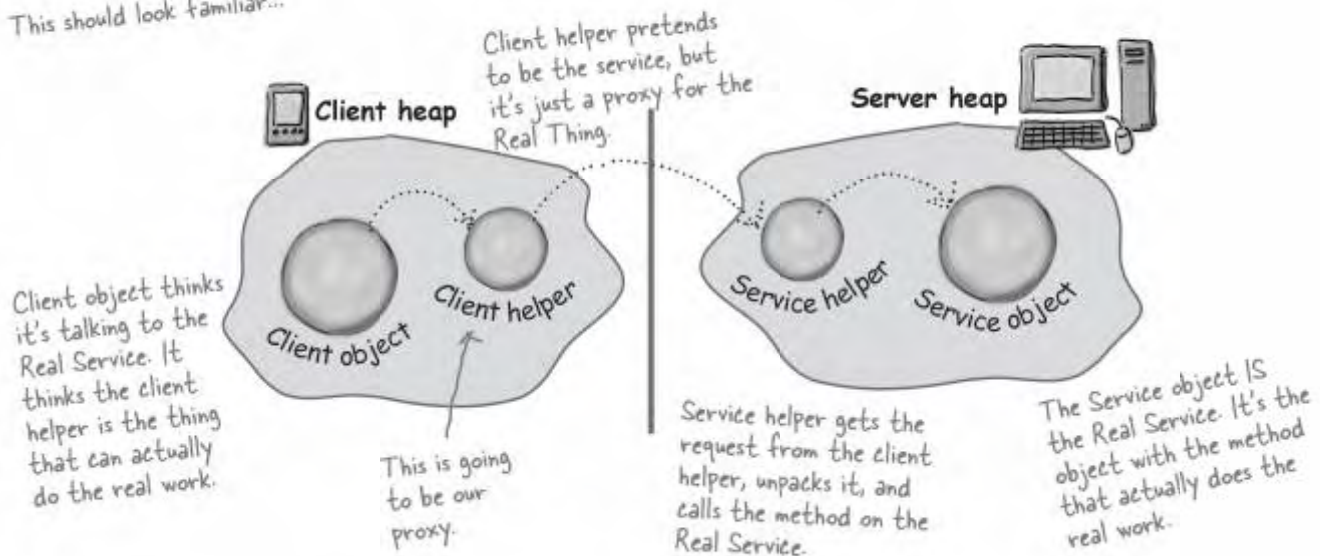 This should look familiar...
Client helper pretends
to be the service, but
it's just a proxy for the
Real Thing.
Client heap
Server heap
Client object
Client helper
Service helper
Service object
Client object thinks
it's talking to the
Real Service. It
thinks the client
helper is the thing
that can actually
do the real work.
This is going
to be our
proxy.
Service helper gets the
request from the client
helper, unpacks it, and
calls the method on the
Real Service.
The Service object IS
the Real Service. It's the
object with the method
that actually does the
real work.